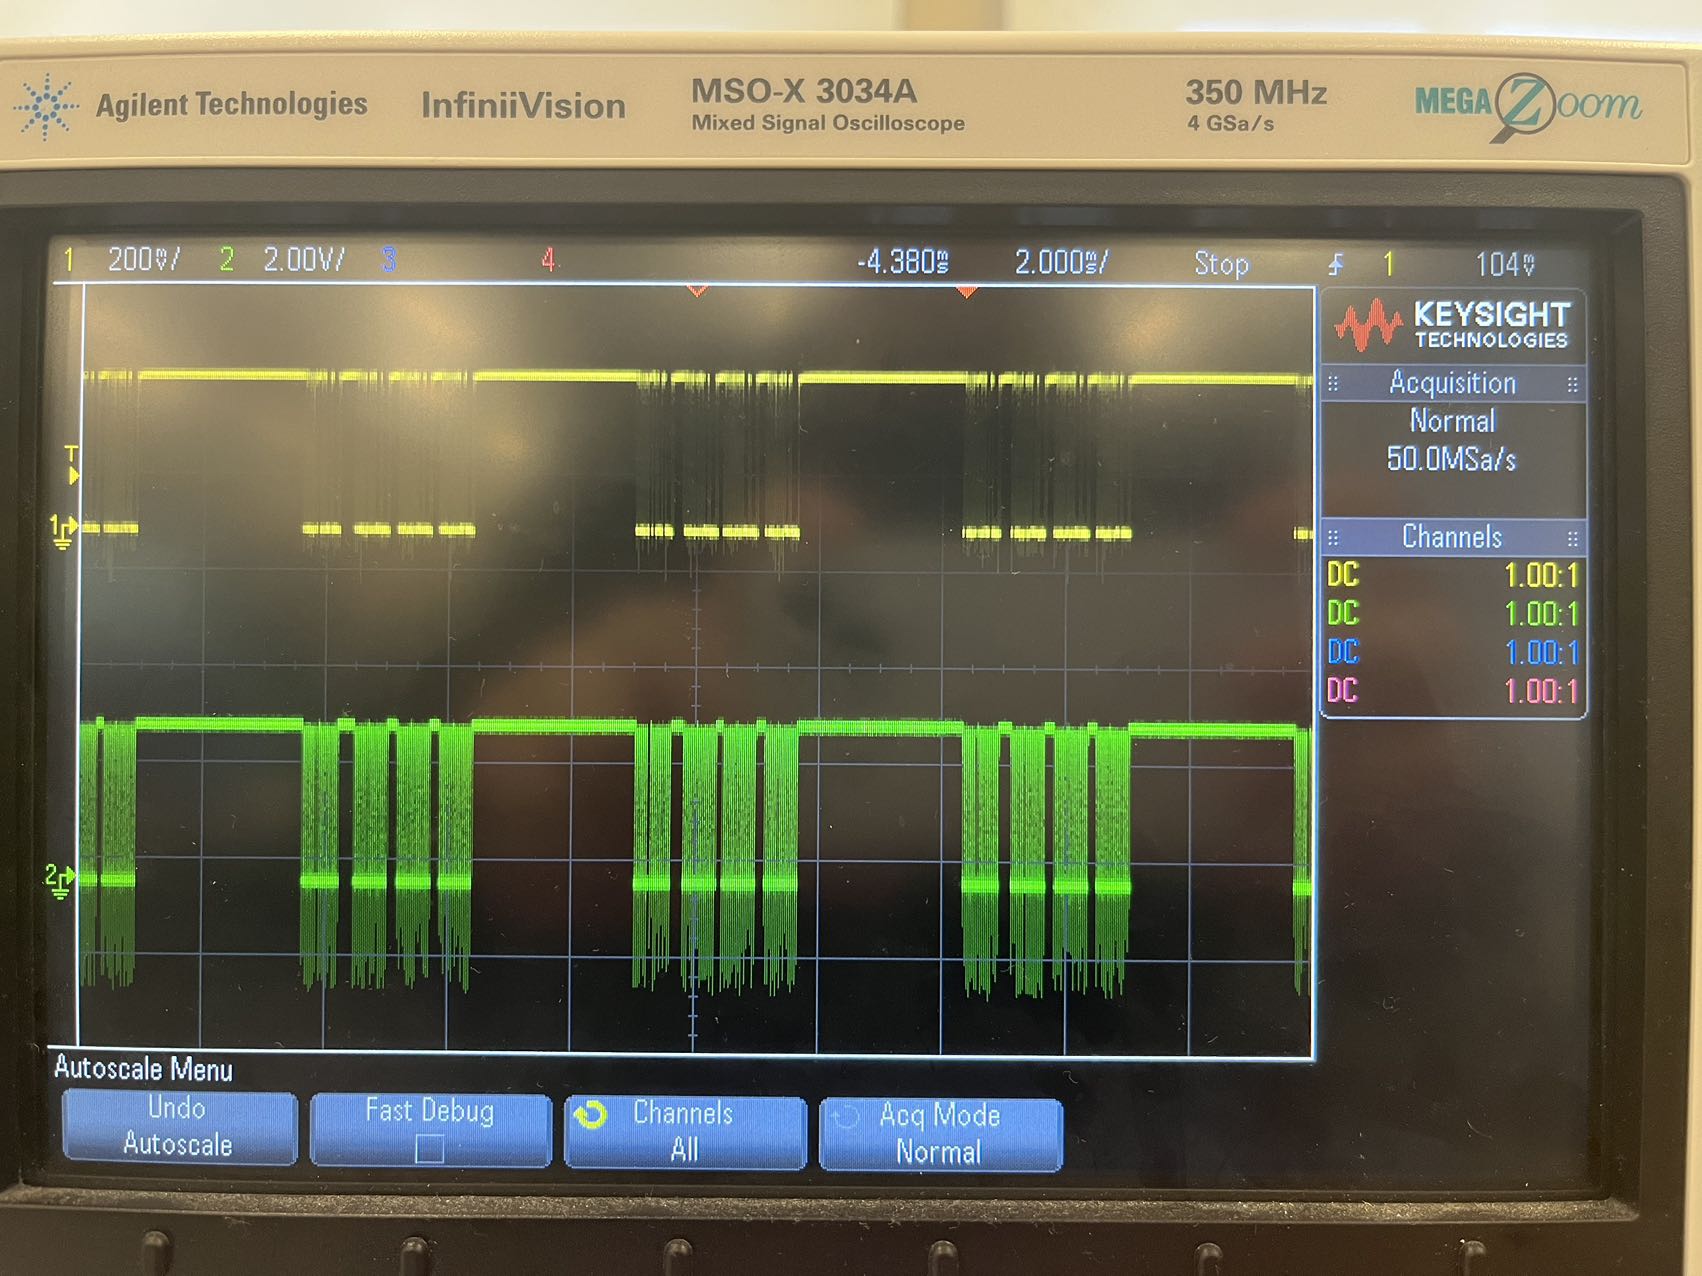 Agilent Technologies InfiniiVision MSO-X 3034A 350 MHz MEGA Zoom
Mixed Signal Oscilloscope 4 GSa/s
1 200mV/ 2 2.00V/ 3 4 -4.380ms 2.000ms/ Stop 1 104mV
KEYSIGHT
TECHNOLOGIES
Acquisition
Normal
50.0MSa/s
Channels
DC 1.00:1
DC 1.00:1
DC 1.00:1
DC 1.00:1
T
1
2
Autoscale Menu
Undo
Autoscale
Fast Debug
Channels
All
Acq Mode
Normal